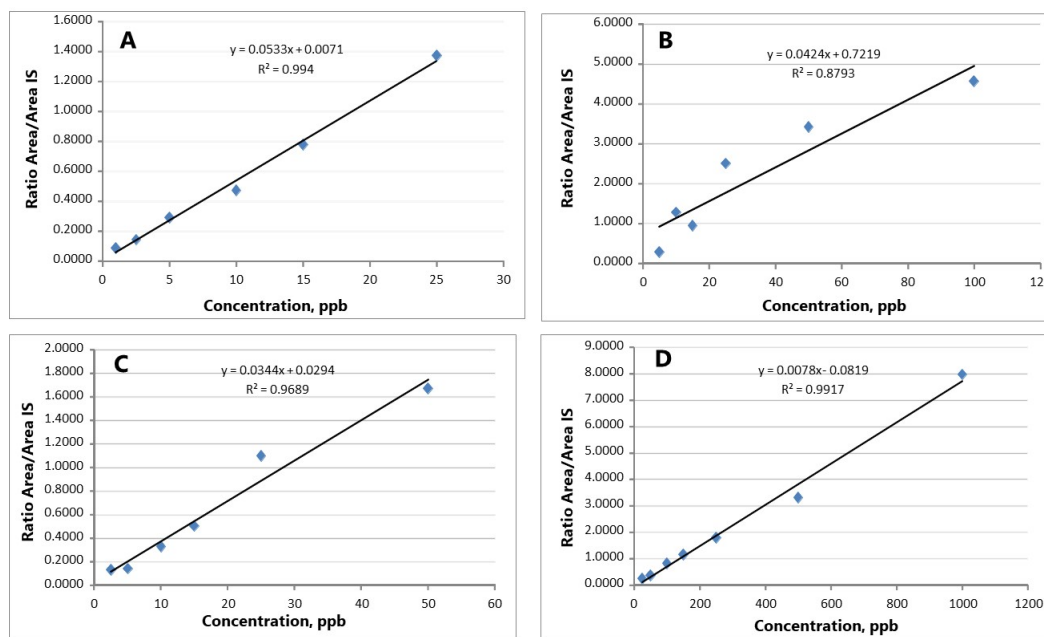 A
y = 0.0533x + 0.0071
R² = 0.994
Ratio Area/Area IS
1.6000
1.4000
1.2000
1.0000
0.8000
0.6000
0.4000
0.2000
0.0000
0 5 10 15 20 25 30
Concentration, ppb
B
y = 0.0424x + 0.7219
R² = 0.8793
Ratio Area/Area IS
6.0000
5.0000
4.0000
3.0000
2.0000
1.0000
0.0000
0 20 40 60 80 100 12
Concentration, ppb
C
y = 0.0344x + 0.0294
R² = 0.9689
Ratio Area/Area IS
2.0000
1.8000
1.6000
1.4000
1.2000
1.0000
0.8000
0.6000
0.4000
0.2000
0.0000
0 10 20 30 40 50 60
Concentration, ppb
D
y = 0.0078x - 0.0819
R² = 0.9917
Ratio Area/Area IS
9.0000
8.0000
7.0000
6.0000
5.0000
4.0000
3.0000
2.0000
1.0000
0.0000
0 200 400 600 800 1000 1200
Concentration, ppb